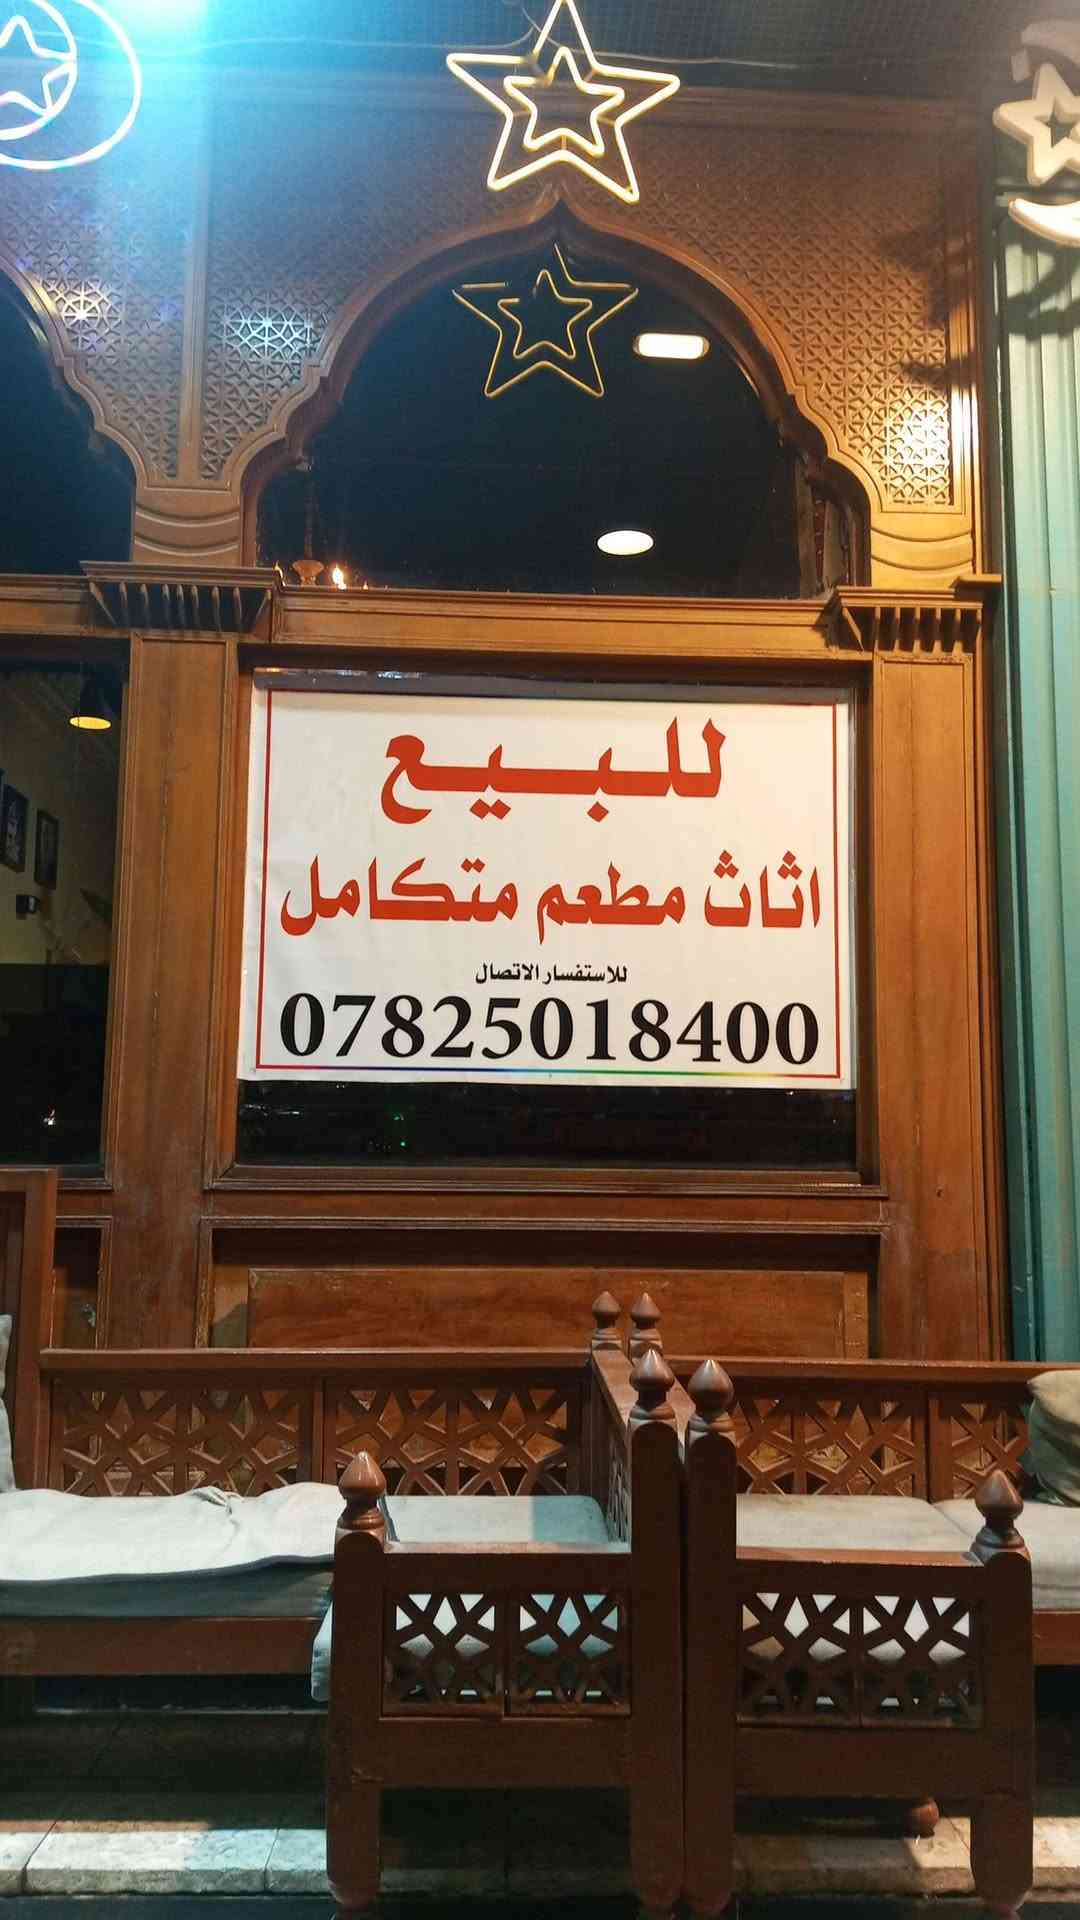 للبيع
اثاث مطعم متكامل
للاستفسار الاتصال
07825018400